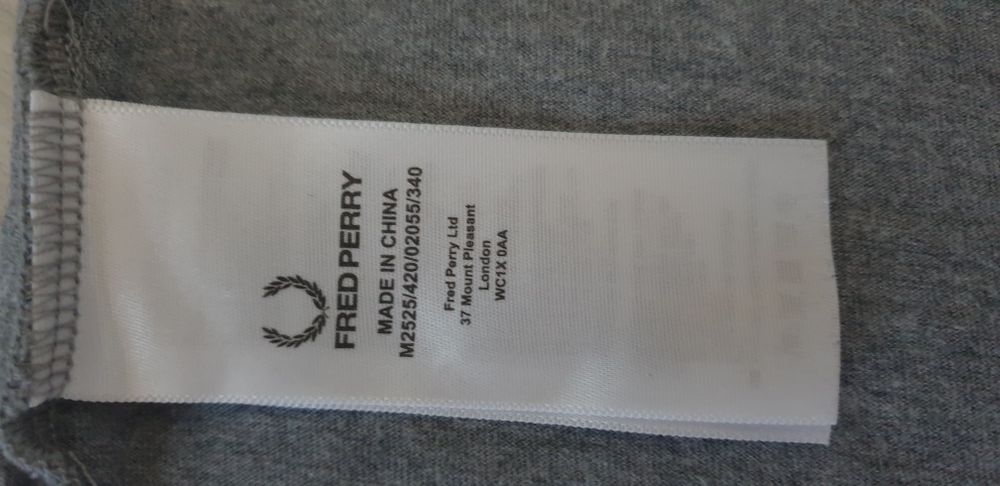 FRED PERRY
MADE IN CHINA
M2525/420/02055/340
Fred Perry Ltd
37 Mount Pleasant
London
WC1X 0AA